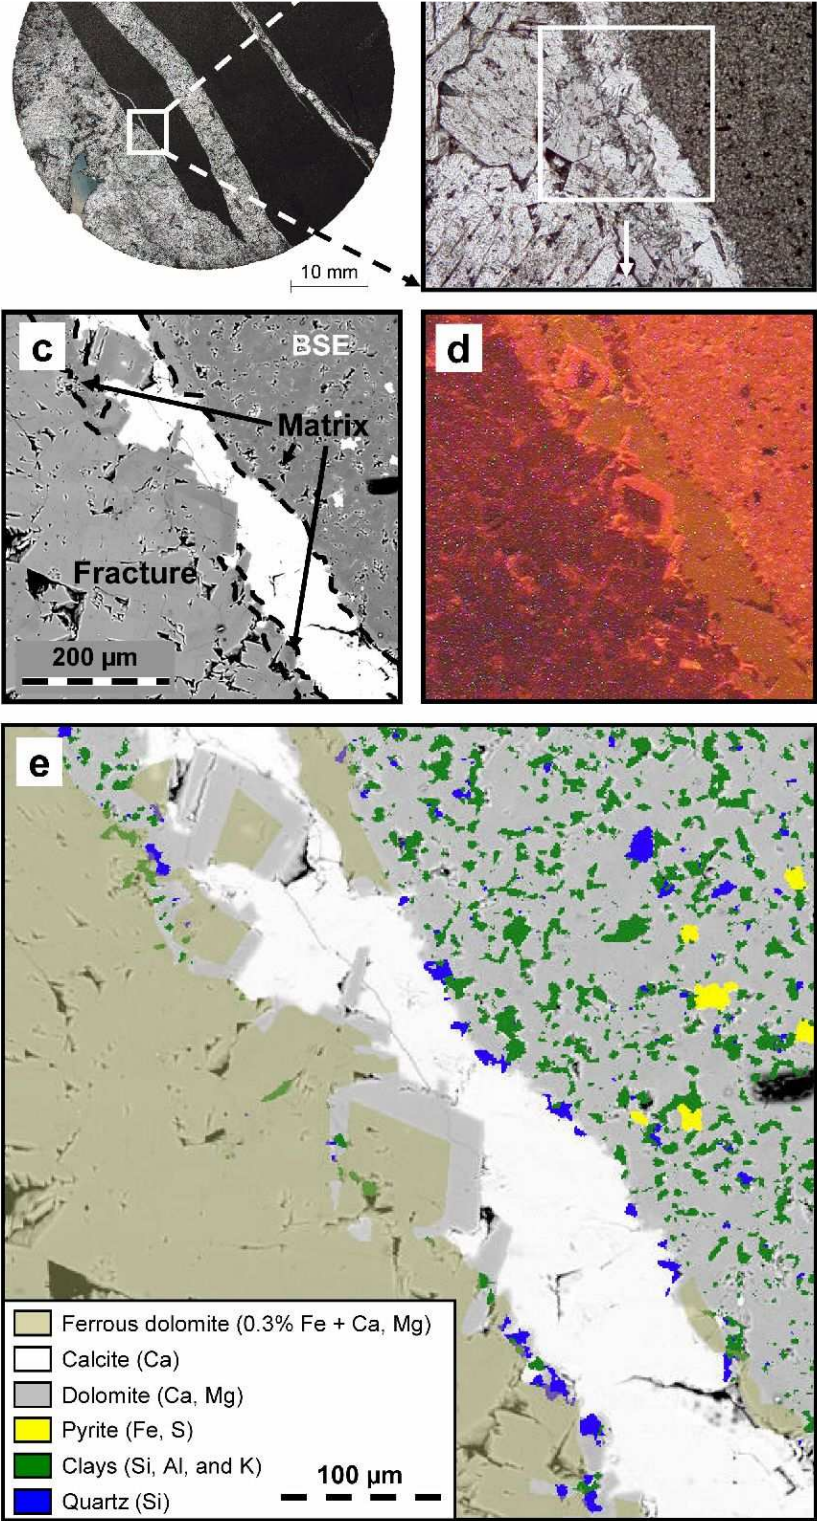 10 mm
c
BSE
Matrix
Fracture
200 µm
d
e
Ferrous dolomite (0.3% Fe + Ca, Mg)
Calcite (Ca)
Dolomite (Ca, Mg)
Pyrite (Fe, S)
Clays (Si, Al, and K)
Quartz (Si)
100 µm